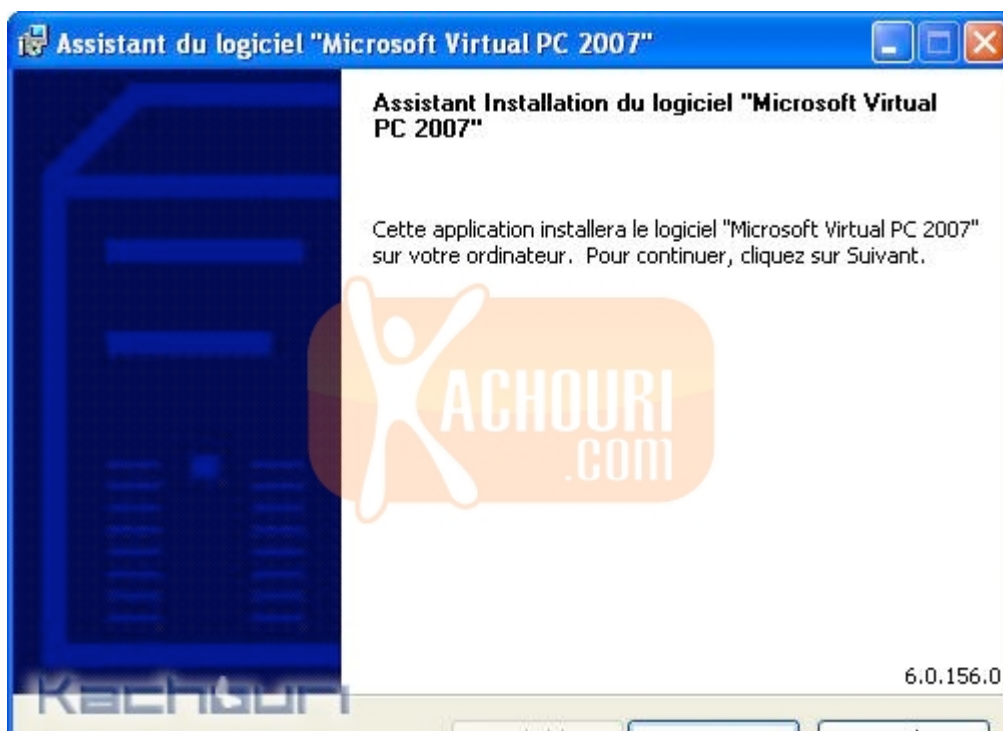 Assistant du logiciel "Microsoft Virtual PC 2007"
Assistant Installation du logiciel "Microsoft Virtual
PC 2007"
Cette application installera le logiciel "Microsoft Virtual PC 2007"
sur votre ordinateur.  Pour continuer, cliquez sur Suivant.
KACHOURI
.COM
6.0.156.0
Kachouri